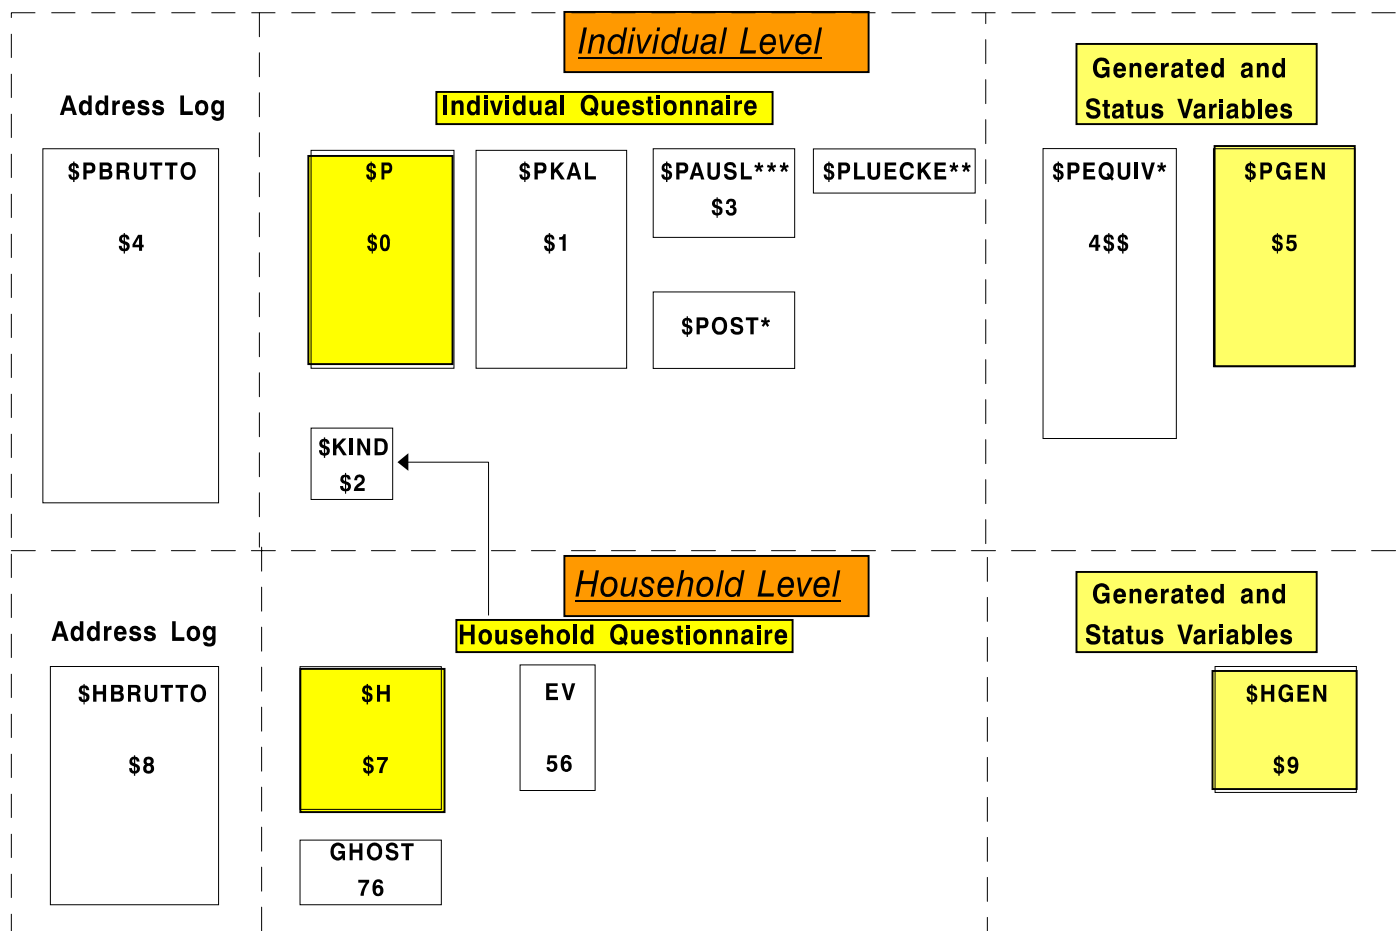 Individual Level
Address Log
Individual Questionnaire
Generated and
Status Variables
$PBRUTTO
$4
$P
$0
$PKAL
$1
$PAUSL***
$3
$PLUECKE**
$POST*
$PEQUIV*
4$$
$PGEN
$5
$KIND
$2
Household Level
Address Log
Household Questionnaire
Generated and
Status Variables
$HBRUTTO
$8
$H
$7
EV
56
$HGEN
$9
GHOST
76